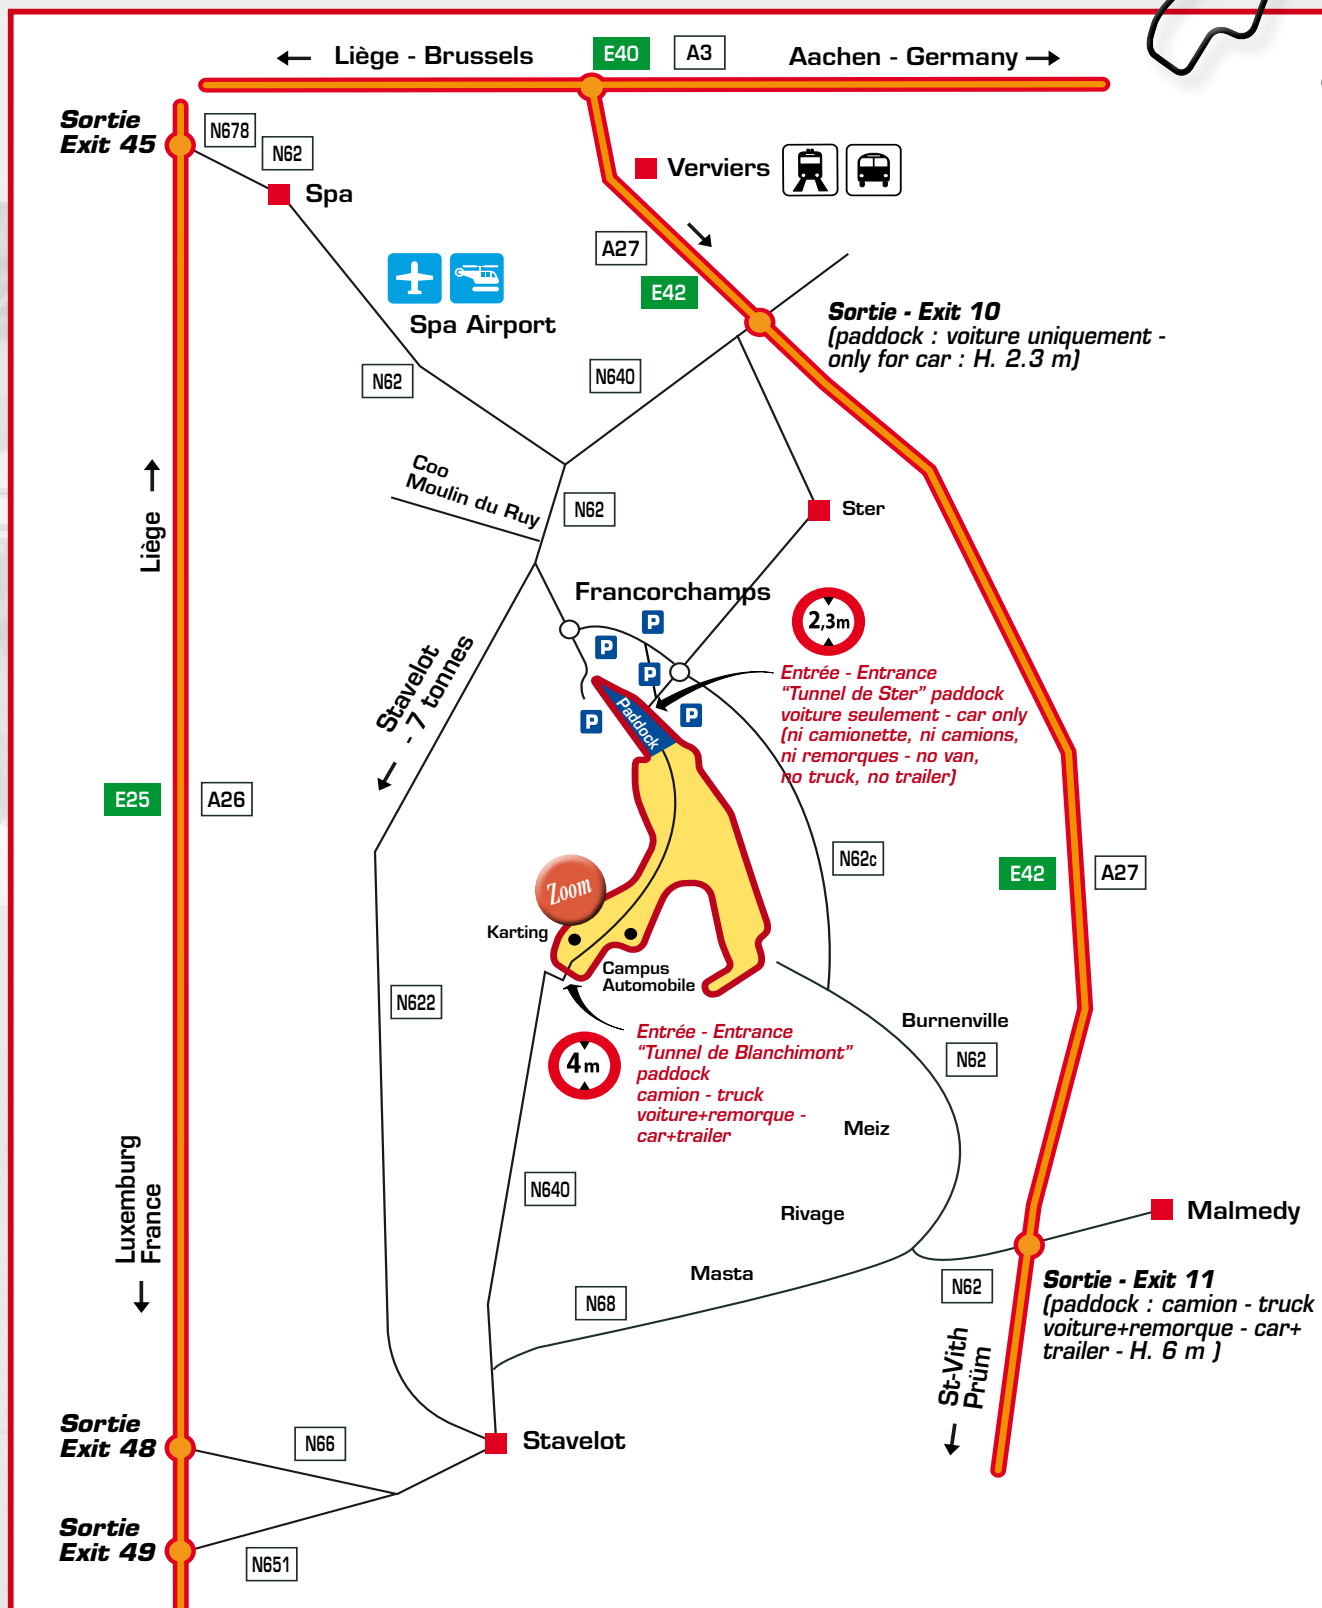 Liège - Brussels
E40
A3
Aachen - Germany
Sortie
Exit 45
N678
N62
Spa
Verviers
A27
E42
Spa Airport
N62
N640
Sortie - Exit 10
(paddock : voiture uniquement -
only for car : H. 2.3 m)
Liège
Coo
Moulin du Ruy
N62
Ster
Francorchamps
P
P
P
P
P
2,3m
Stavelot
- 7 tonnes
Paddock
Entrée - Entrance
“Tunnel de Ster” paddock
voiture seulement - car only
(ni camionette, ni camions,
ni remorques - no van,
no truck, no trailer)
E25
A26
N62c
E42
A27
Zoom
Karting
Campus
Automobile
N622
Burnenville
N62
Entrée - Entrance
“Tunnel de Blanchimont”
paddock
camion - truck
voiture+remorque -
car+trailer
4m
Meiz
Luxemburg
France
N640
Rivage
Malmedy
Masta
N68
N62
Sortie - Exit 11
(paddock : camion - truck
voiture+remorque - car+
trailer - H. 6 m )
St-Vith
Prüm
Sortie
Exit 48
N66
Stavelot
Sortie
Exit 49
N651